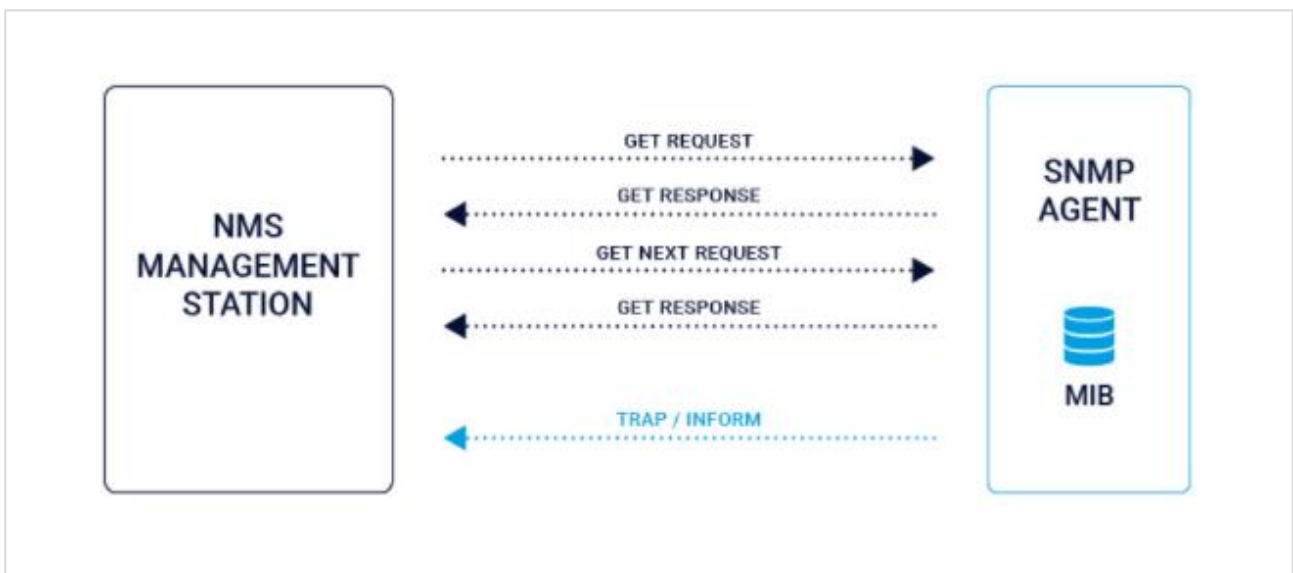 NMS
MANAGEMENT
STATION
GET REQUEST
GET RESPONSE
GET NEXT REQUEST
GET RESPONSE
TRAP / INFORM
SNMP
AGENT
MIB